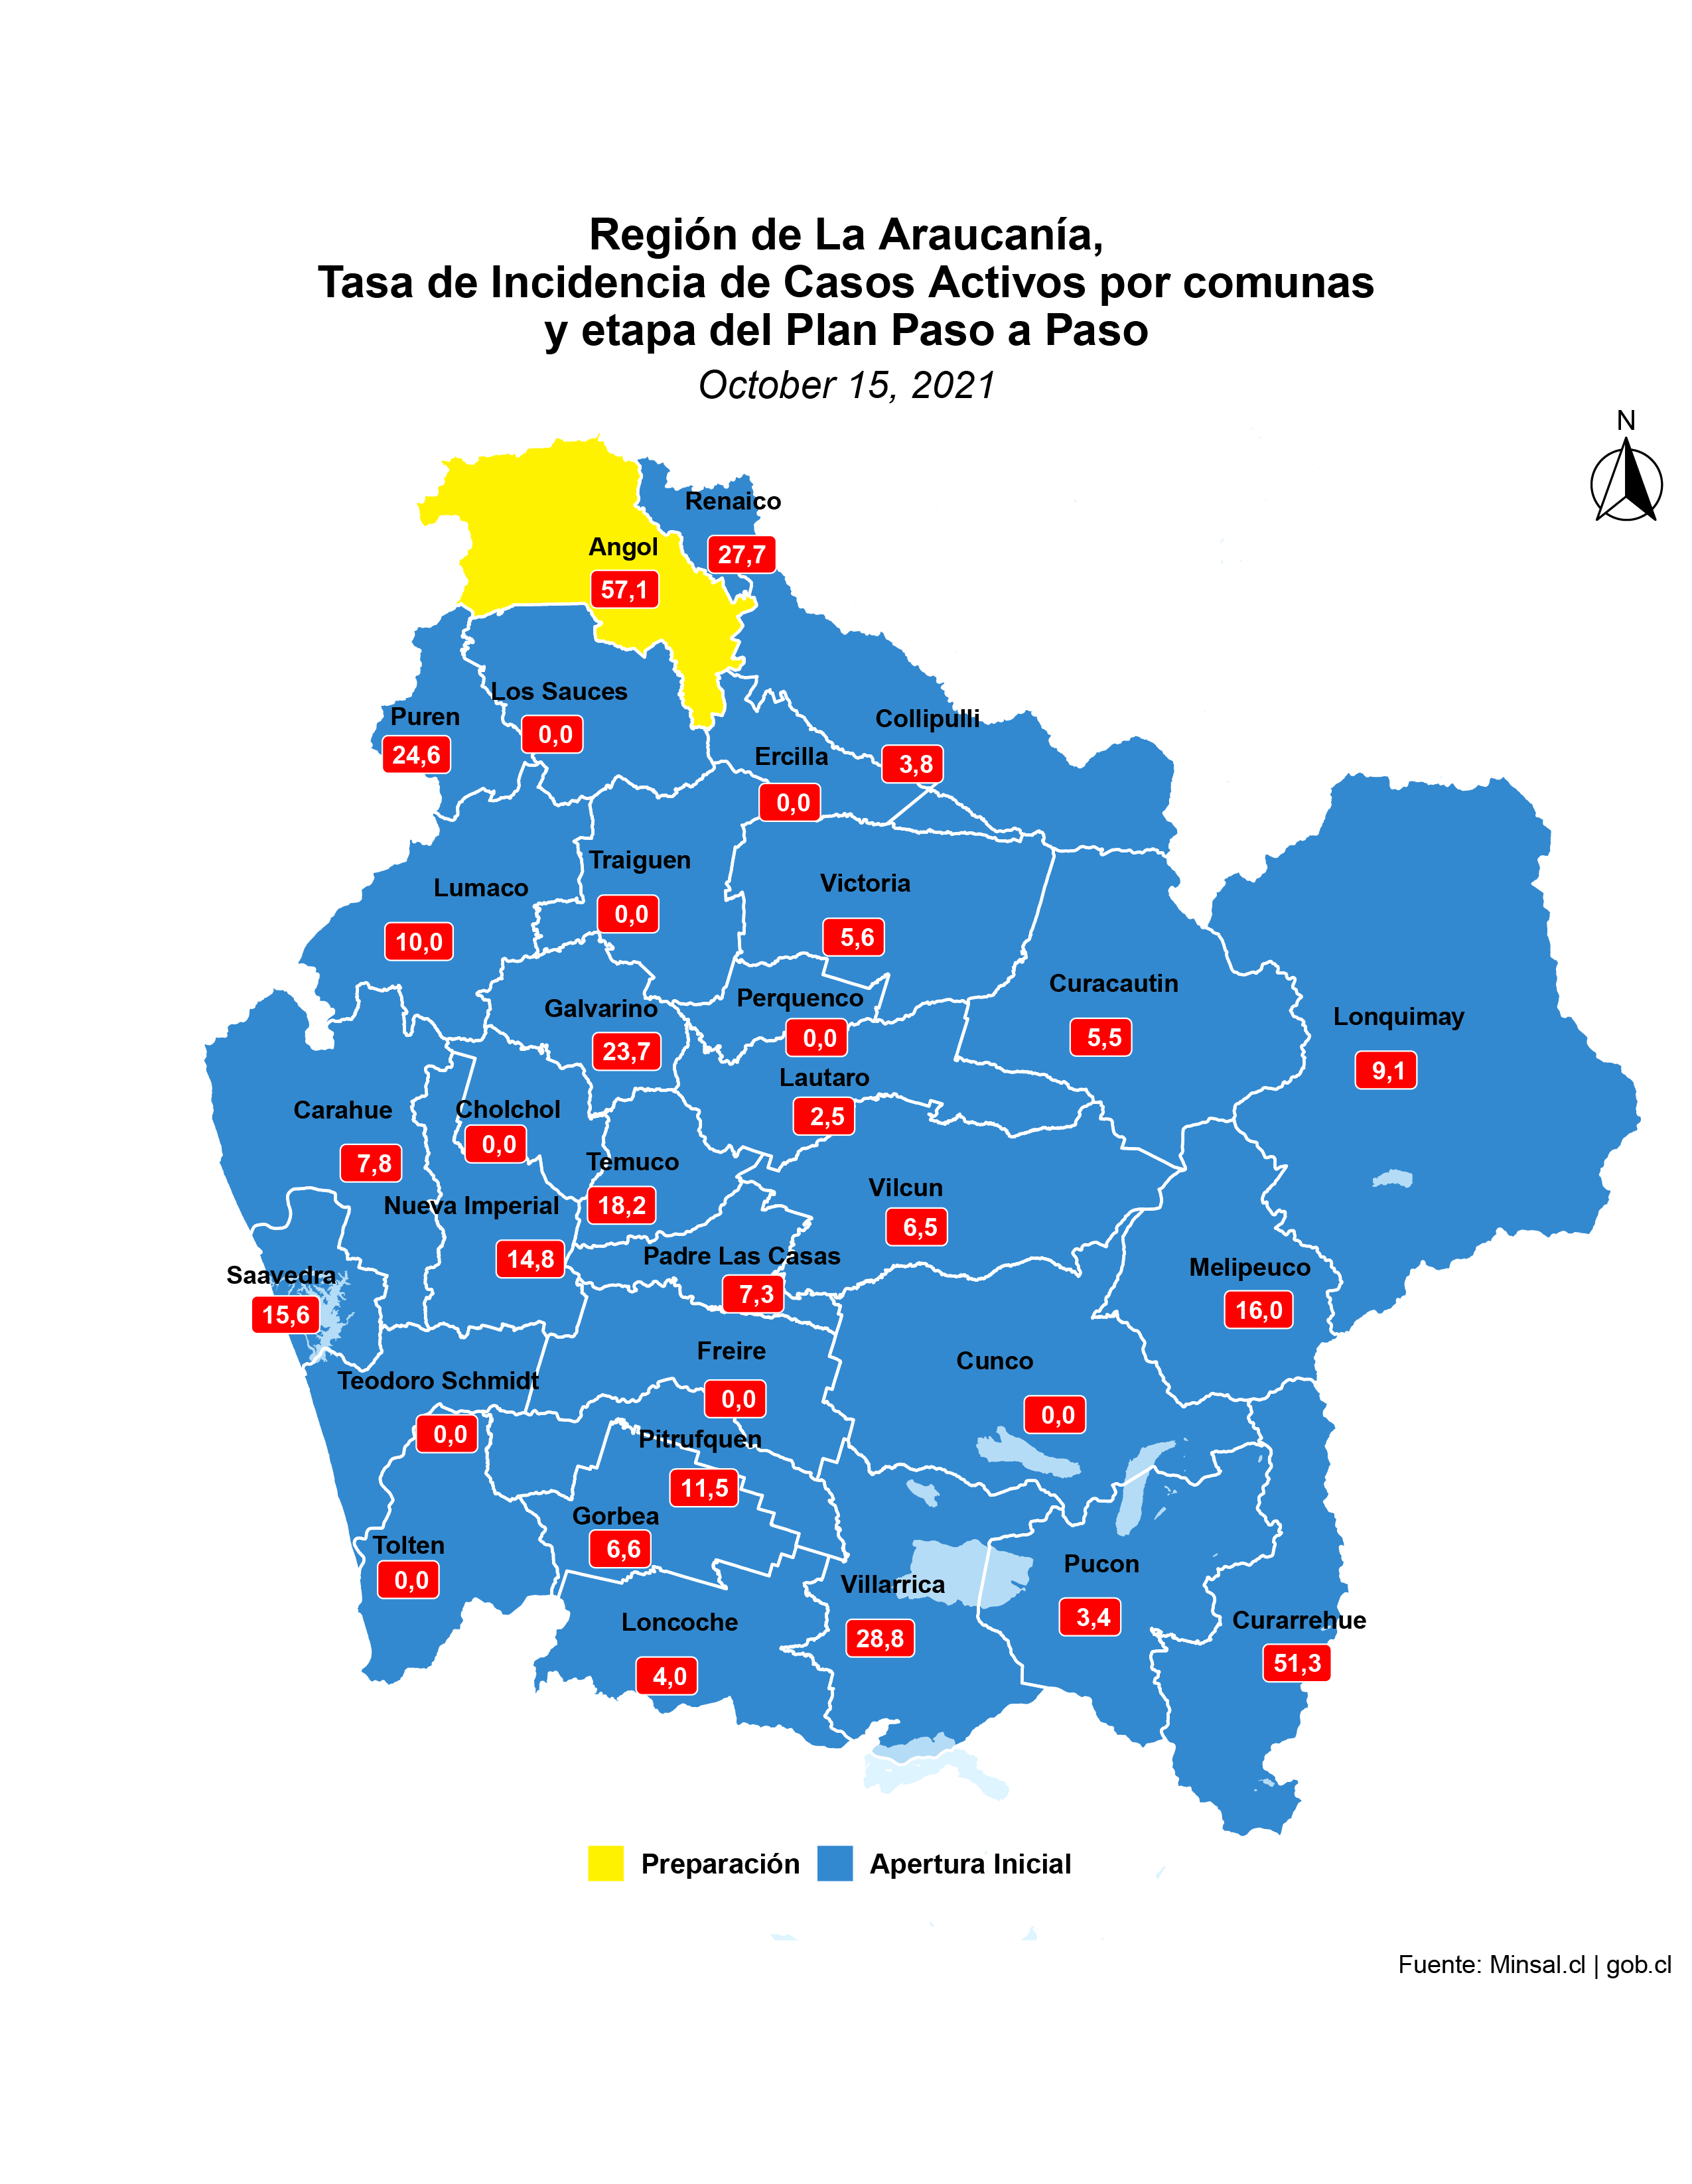 Región de La Araucanía,
Tasa de Incidencia de Casos Activos por comunas
y etapa del Plan Paso a Paso
October 15, 2021
N
Renaico
27,7
Angol
57,1
Los Sauces
0,0
Puren
24,6
Collipulli
3,8
Ercilla
0,0
Traiguen
0,0
Lumaco
10,0
Victoria
5,6
Curacautin
5,5
Perquenco
0,0
Galvarino
23,7
Lonquimay
9,1
Lautaro
2,5
Carahue
7,8
Cholchol
0,0
Temuco
18,2
Vilcun
6,5
Nueva Imperial
14,8
Padre Las Casas
7,3
Melipeuco
16,0
Saavedra
15,6
Freire
0,0
Cunco
0,0
Teodoro Schmidt
0,0
Pitrufquen
11,5
Gorbea
6,6
Tolten
0,0
Pucon
3,4
Villarrica
28,8
Loncoche
4,0
Curarrehue
51,3
Preparación
Apertura Inicial
Fuente: Minsal.cl | gob.cl